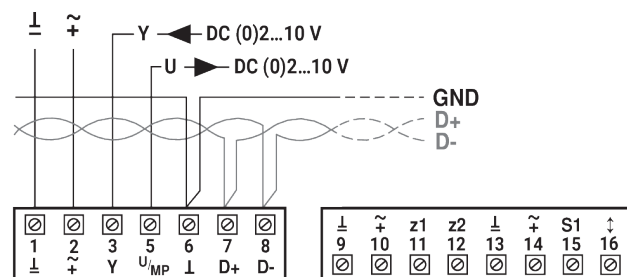 ⊥ ~
= +
Y DC (0)2...10 V
U DC (0)2...10 V
GND
D+
D-
1 2 3 5 6 7 8
⊥ ~ Y U/MP ⊥ D+ D-
⊥ ~ z1 z2 ⊥ ~ S1 ↕
9 10 11 12 13 14 15 16